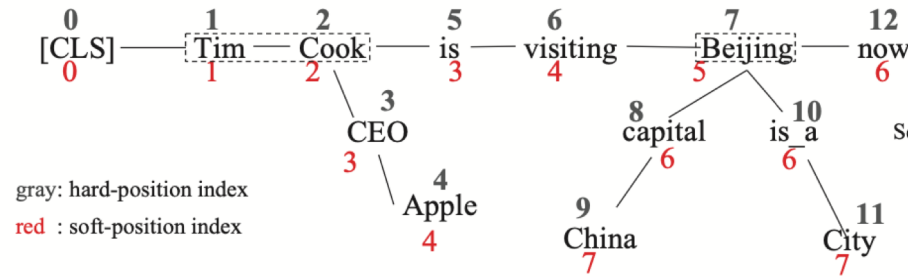 0 1 2 5 6 7 12
[CLS] Tim Cook is visiting Beijing now
0 1 2 3 4 5 6
3 8 10
CEO capital is_a
3 6 6
4 9 11
Apple China City
4 7 7
gray: hard-position index
red : soft-position index